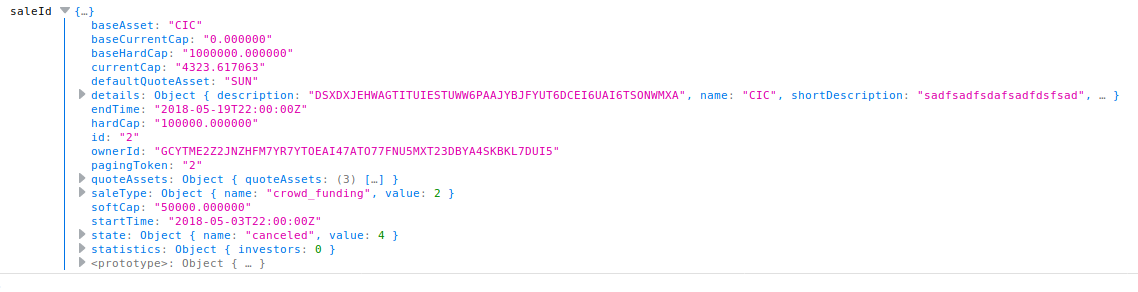 saleId {…}
baseAsset: "CIC"
baseCurrentCap: "0.000000"
baseHardCap: "1000000.000000"
currentCap: "4323.617063"
defaultQuoteAsset: "SUN"
details: Object { description: "DSXDXJEHWAGTITUIESTUWW6PAAJYBJFYUT6DCEI6UAI6TSONWMXA", name: "CIC", shortDescription: "sadfsadfsdafsadfdsfsad", … }
endTime: "2018-05-19T22:00:00Z"
hardCap: "100000.000000"
id: "2"
ownerId: "GCYTME2Z2JNZHFM7YR7YTOEAI47ATO77FNU5MXT23DBYA4SKBKL7DUI5"
pagingToken: "2"
quoteAssets: Object { quoteAssets: (3) […] }
saleType: Object { name: "crowd_funding", value: 2 }
softCap: "50000.000000"
startTime: "2018-05-03T22:00:00Z"
state: Object { name: "canceled", value: 4 }
statistics: Object { investors: 0 }
<prototype>: Object { … }